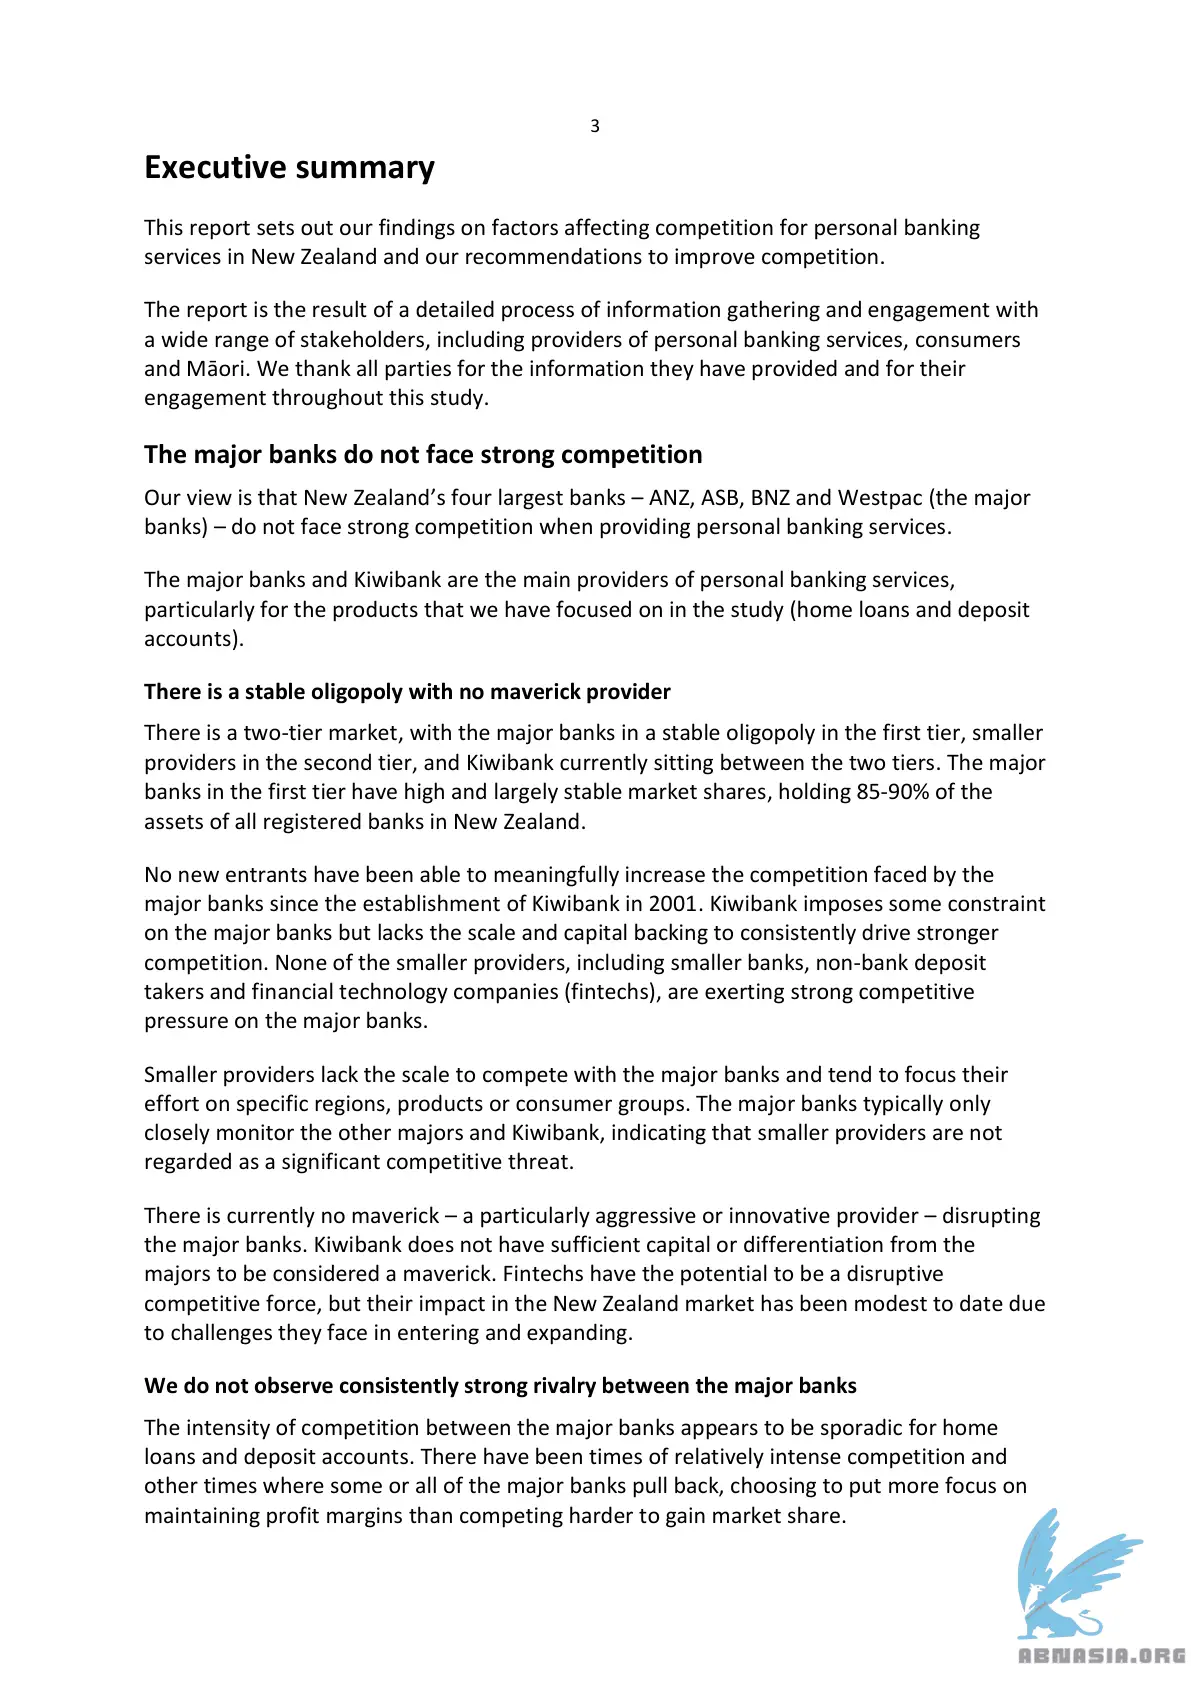 3
Executive summary
This report sets out our findings on factors affecting competition for personal banking
services in New Zealand and our recommendations to improve competition.
The report is the result of a detailed process of information gathering and engagement with
a wide range of stakeholders, including providers of personal banking services, consumers
and Māori. We thank all parties for the information they have provided and for their
engagement throughout this study.
The major banks do not face strong competition
Our view is that New Zealand’s four largest banks – ANZ, ASB, BNZ and Westpac (the major
banks) – do not face strong competition when providing personal banking services.
The major banks and Kiwibank are the main providers of personal banking services,
particularly for the products that we have focused on in the study (home loans and deposit
accounts).
There is a stable oligopoly with no maverick provider
There is a two-tier market, with the major banks in a stable oligopoly in the first tier, smaller
providers in the second tier, and Kiwibank currently sitting between the two tiers. The major
banks in the first tier have high and largely stable market shares, holding 85-90% of the
assets of all registered banks in New Zealand.
No new entrants have been able to meaningfully increase the competition faced by the
major banks since the establishment of Kiwibank in 2001. Kiwibank imposes some constraint
on the major banks but lacks the scale and capital backing to consistently drive stronger
competition. None of the smaller providers, including smaller banks, non-bank deposit
takers and financial technology companies (fintechs), are exerting strong competitive
pressure on the major banks.
Smaller providers lack the scale to compete with the major banks and tend to focus their
effort on specific regions, products or consumer groups. The major banks typically only
closely monitor the other majors and Kiwibank, indicating that smaller providers are not
regarded as a significant competitive threat.
There is currently no maverick – a particularly aggressive or innovative provider – disrupting
the major banks. Kiwibank does not have sufficient capital or differentiation from the
majors to be considered a maverick. Fintechs have the potential to be a disruptive
competitive force, but their impact in the New Zealand market has been modest to date due
to challenges they face in entering and expanding.
We do not observe consistently strong rivalry between the major banks
The intensity of competition between the major banks appears to be sporadic for home
loans and deposit accounts. There have been times of relatively intense competition and
other times where some or all of the major banks pull back, choosing to put more focus on
maintaining profit margins than competing harder to gain market share.
ABNASIA.ORG